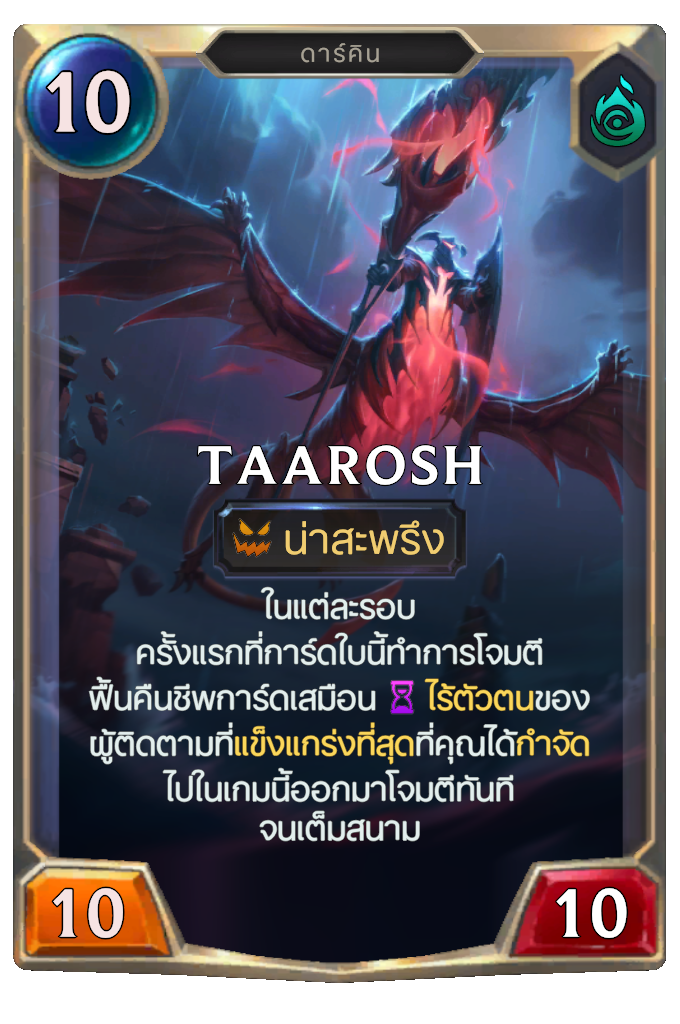 ดาร์คิน
10
TAAROSH
น่าสะพรึง
ในแต่ละรอบ
ครั้งแรกที่การ์ดใบนี้ทำการโจมตี
ฟื้นคืนชีพการ์ดเสมือน ไร้ตัวตนของ
ผู้ติดตามที่แข็งแกร่งที่สุดที่คุณได้กำจัด
ไปในเกมนี้ออกมาโจมตีทันที
จนเต็มสนาม
10 10